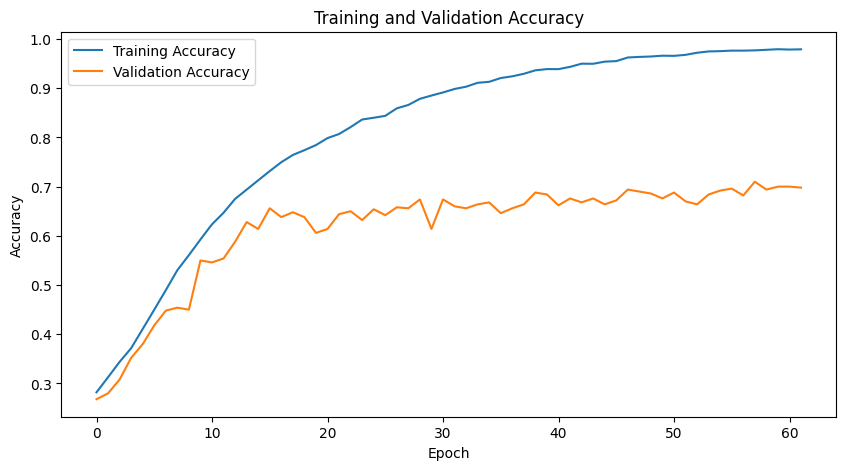 Training and Validation Accuracy
1.0
0.9
0.8
0.7
0.6
0.5
0.4
0.3
Accuracy
Training Accuracy
Validation Accuracy
0 10 20 30 40 50 60
Epoch